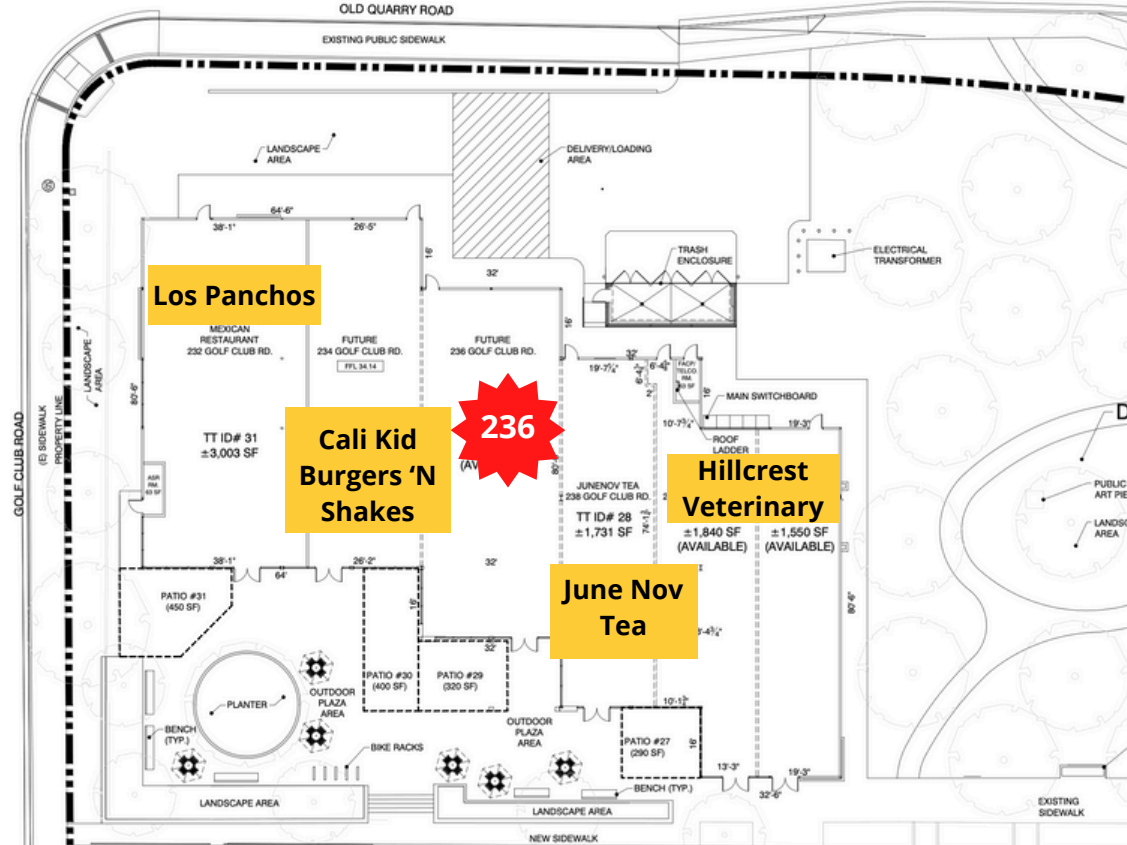 OLD QUARRY ROAD
EXISTING PUBLIC SIDEWALK
LANDSCAPE
AREA
DELIVERY/LOADING
AREA
64'-6"
38'-1"
26'-5"
16'
32'
TRASH
ENCLOSURE
ELECTRICAL
TRANSFORMER
Los Panchos
MEXICAN
RESTAURANT
232 GOLF CLUB RD.
FUTURE
234 GOLF CLUB RD.
FFL 34.14
FUTURE
236 GOLF CLUB RD.
16'
32'
19'-7¼"
FACP/
TELCO.
RM.
16'
LANDSCAPE
AREA
80'-6"
MAIN SWITCHBOARD
10'-7¾"
19'-3"
ROOF
LADDER
236
TT ID# 31
±3,003 SF
Cali Kid
Burgers ‘N
Shakes
80'
Hillcrest
Veterinary
GOLF CLUB ROAD
(E) SIDEWALK
PROPERTY LINE
ASR
RM.
63 SF
JUNENOV TEA
238 GOLF CLUB RD.
TT ID# 28
±1,731 SF
±1,840 SF
(AVAILABLE)
±1,550 SF
(AVAILABLE)
D
PUBLIC
ART PIE
LANDSC
AREA
38'-1"
64'
26'-2"
32'
June Nov
Tea
PATIO #31
(450 SF)
16'
80'-6"
32'
PATIO #30
(400 SF)
PATIO #29
(320 SF)
PLANTER
OUTDOOR
PLAZA
AREA
OUTDOOR
PLAZA
AREA
BENCH
(TYP.)
BIKE RACKS
PATIO #27
(290 SF)
16'
13'-3"
19'-3"
32'-6"
BENCH (TYP.)
LANDSCAPE AREA
LANDSCAPE AREA
EXISTING
SIDEWALK
NEW SIDEWALK